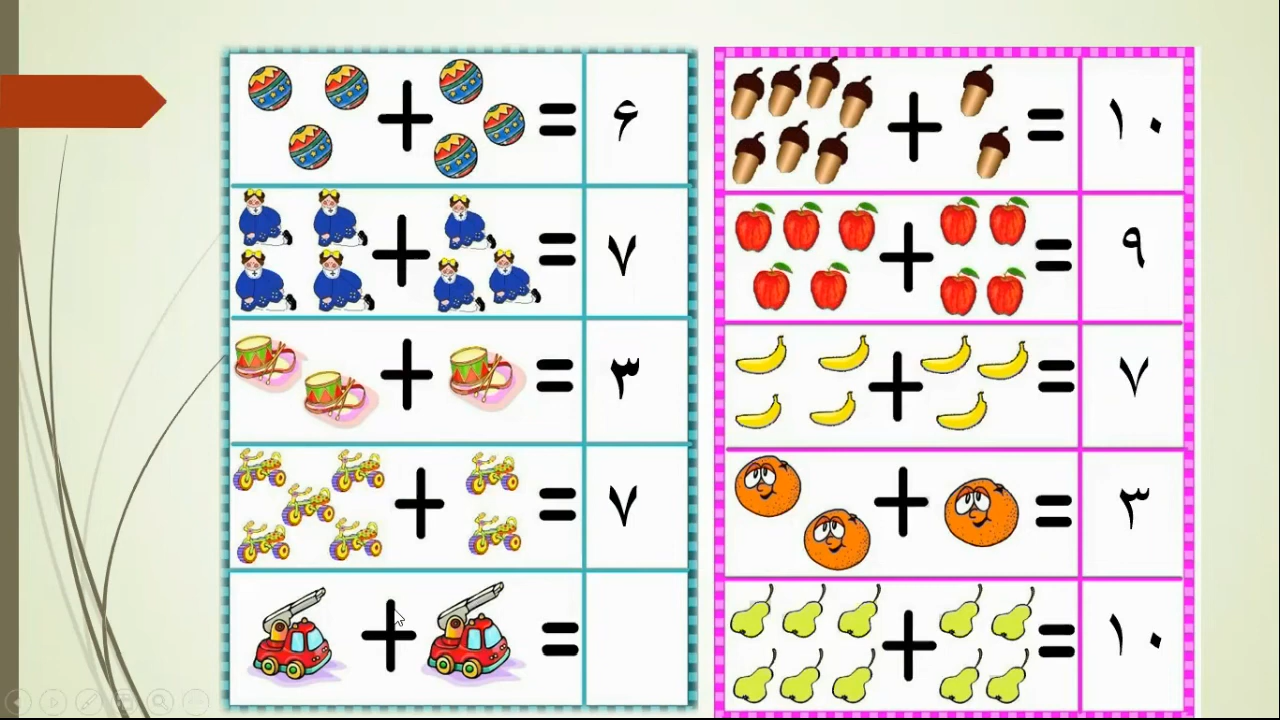 + = ۶
+ = ۷
+ = ۳
+ = ۷
+ =
+ = ۱۰
+ = ۹
+ = ۷
+ = ۳
+ = ۱۰